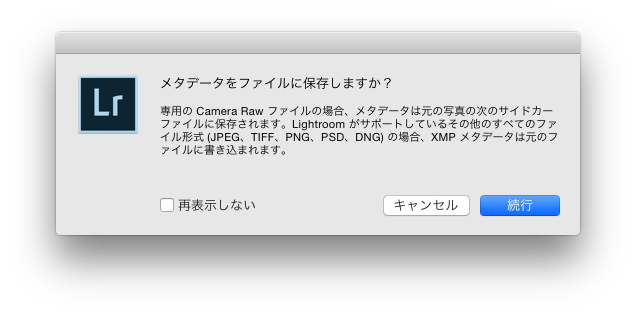 Lr
メタデータをファイルに保存しますか？
専用の Camera Raw ファイルの場合、メタデータは元の写真の次のサイドカー
ファイルに保存されます。Lightroom がサポートしているその他のすべてのファ
イル形式 (JPEG、TIFF、PNG、PSD、DNG) の場合、XMP メタデータは元のフ
ァイルに書き込まれます。
再表示しない
キャンセル
続行